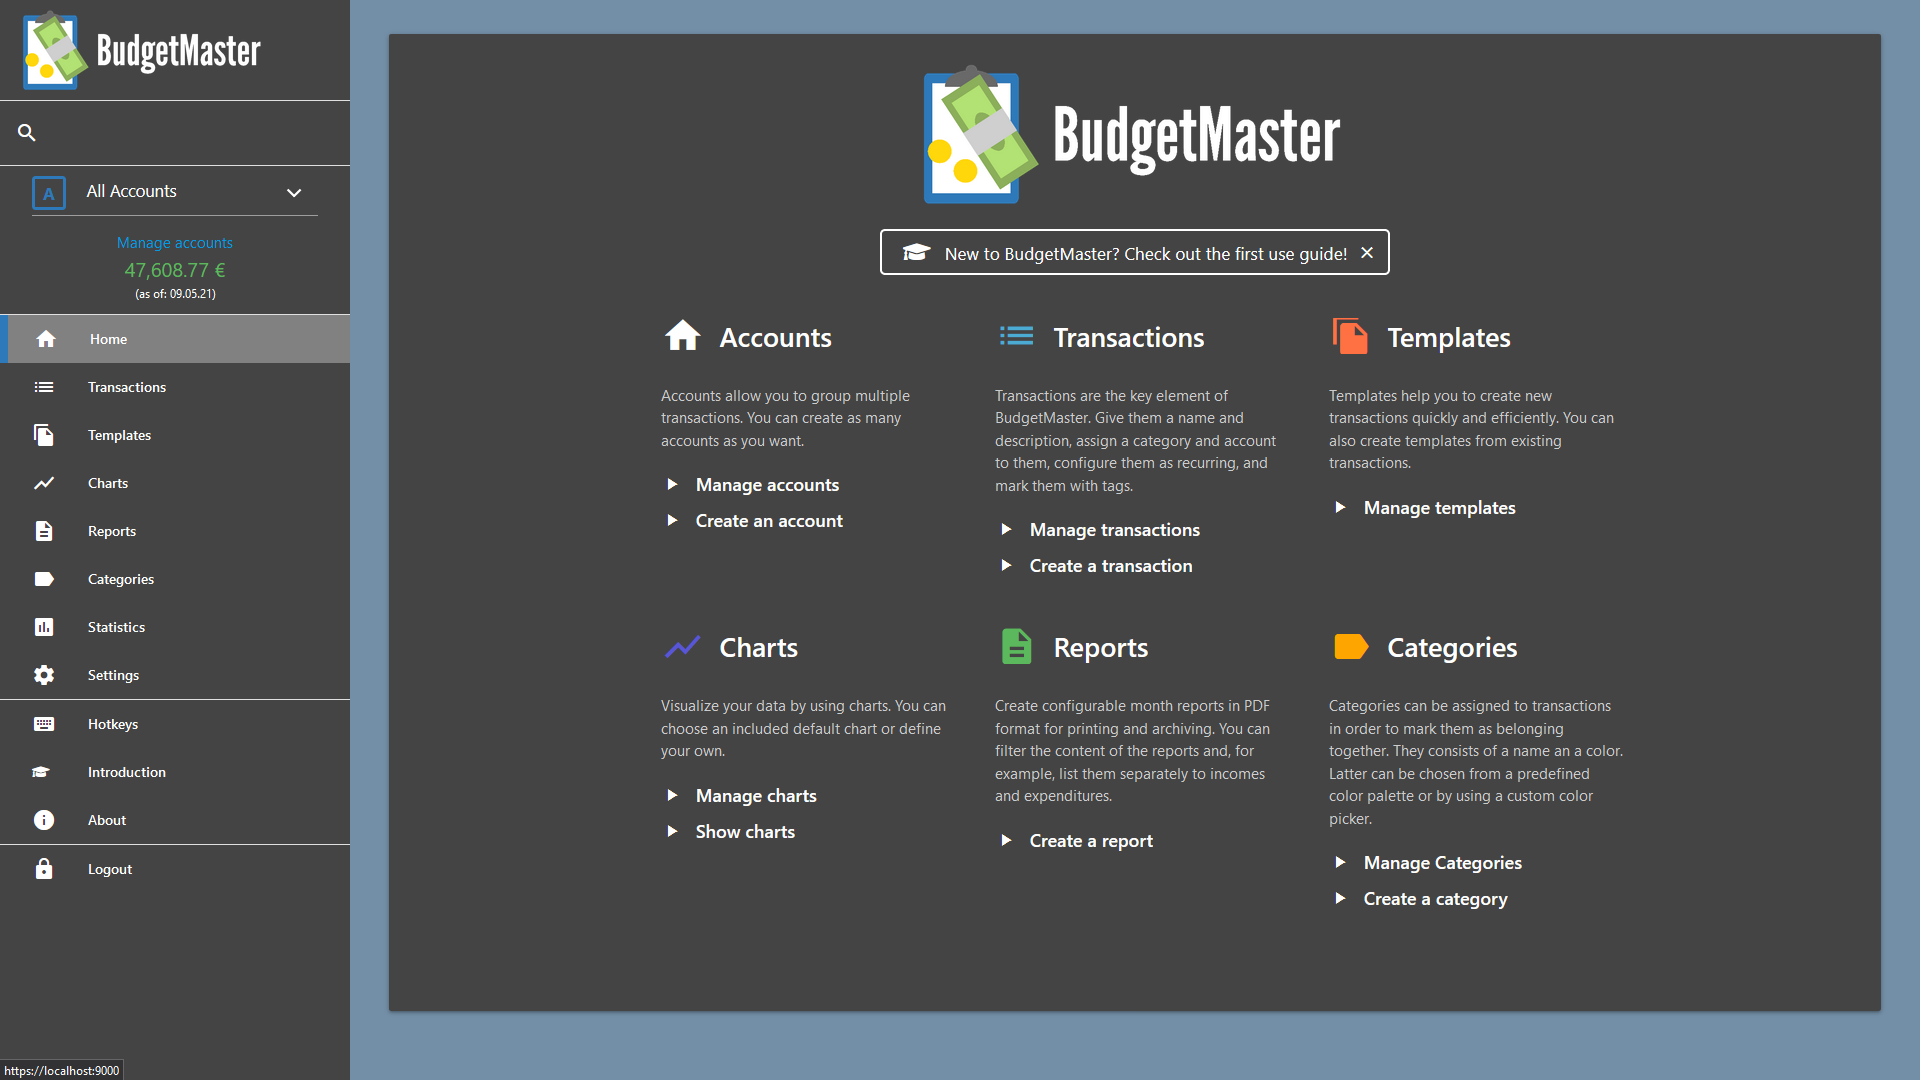 BudgetMaster
A
All Accounts
Manage accounts
47,608.77 €
(as of: 09.05.21)
Home
Transactions
Templates
Charts
Reports
Categories
Statistics
Settings
Hotkeys
Introduction
About
Logout
https://localhost:9000
BudgetMaster
New to BudgetMaster? Check out the first use guide!
Accounts
Accounts allow you to group multiple
transactions. You can create as many
accounts as you want.
Manage accounts
Create an account
Transactions
Transactions are the key element of
BudgetMaster. Give them a name and
description, assign a category and account
to them, configure them as recurring, and
mark them with tags.
Manage transactions
Create a transaction
Templates
Templates help you to create new
transactions quickly and efficiently. You can
also create templates from existing
transactions.
Manage templates
Charts
Visualize your data by using charts. You can
choose an included default chart or define
your own.
Manage charts
Show charts
Reports
Create configurable month reports in PDF
format for printing and archiving. You can
filter the content of the reports and, for
example, list them separately to incomes
and expenditures.
Create a report
Categories
Categories can be assigned to transactions
in order to mark them as belonging
together. They consists of a name an a color.
Latter can be chosen from a predefined
color palette or by using a custom color
picker.
Manage Categories
Create a category